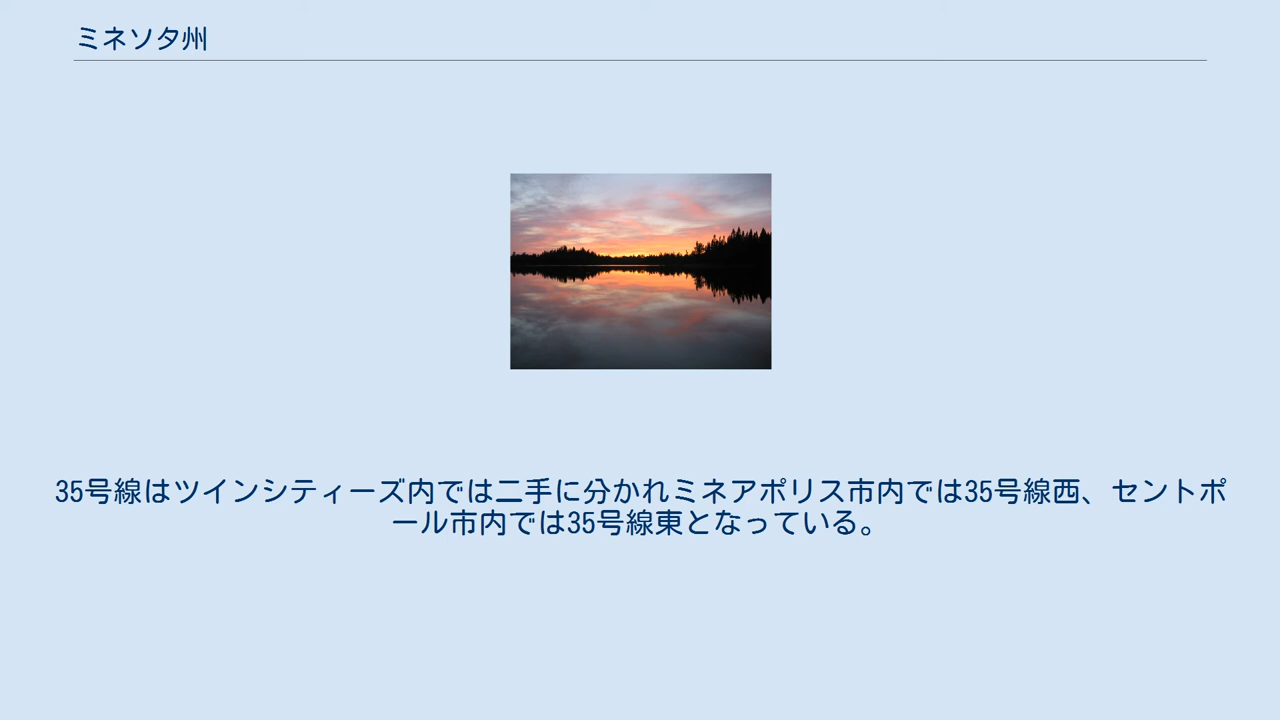 ミネソタ州
35号線はツインシティーズ内では二手に分かれミネアポリス市内では35号線西、セントポ
ール市内では35号線東となっている。